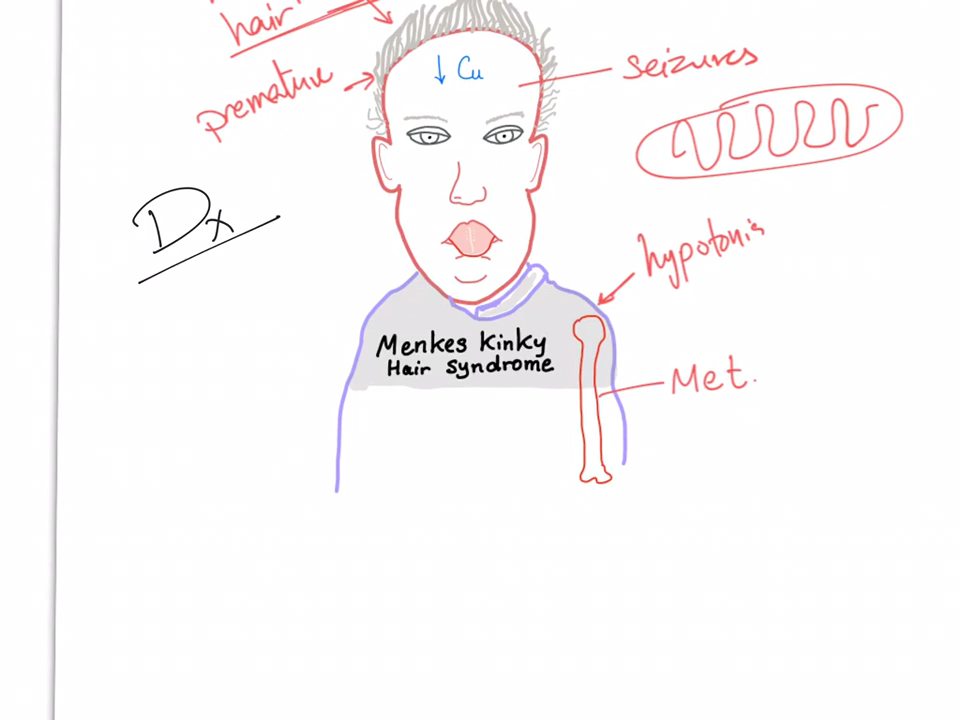 hair
premature
↓ Cu
seizures
Dx
hypotonia
Menkes Kinky
Hair Syndrome
Met.